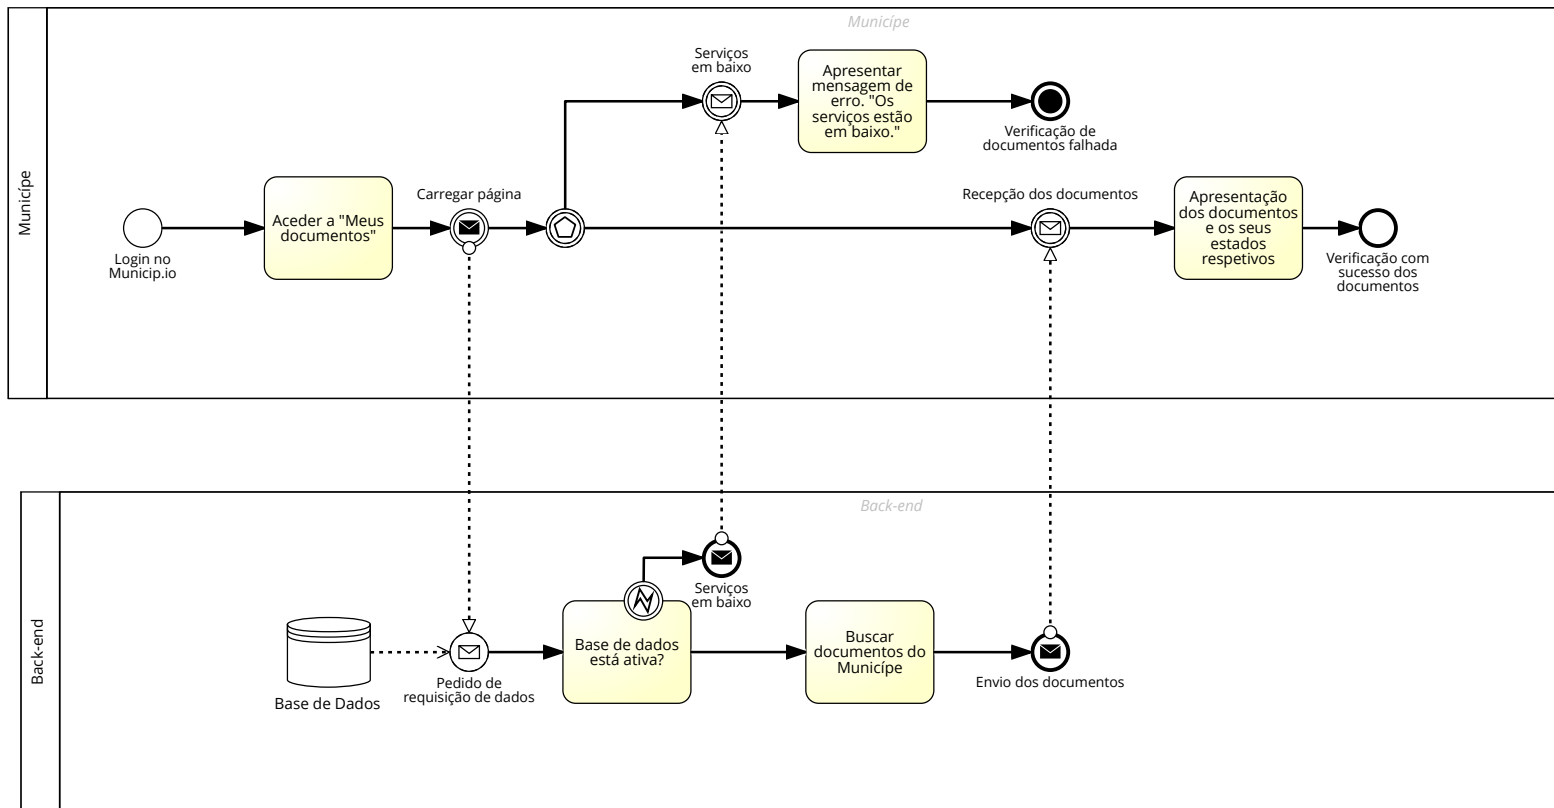 Municípe
Municípe
Serviços
em baixo
Apresentar
mensagem de
erro. "Os
serviços estão
em baixo."
Verificação de
documentos falhada
Login no
Municip.io
Aceder a "Meus
documentos"
Carregar página
Recepção dos documentos
Apresentação
dos documentos
e os seus
estados
respetivos
Verificação com
sucesso dos
documentos
Back-end
Back-end
Serviços
em baixo
Base de Dados
Pedido de
requisição de dados
Base de dados
está ativa?
Buscar
documentos do
Municípe
Envio dos documentos